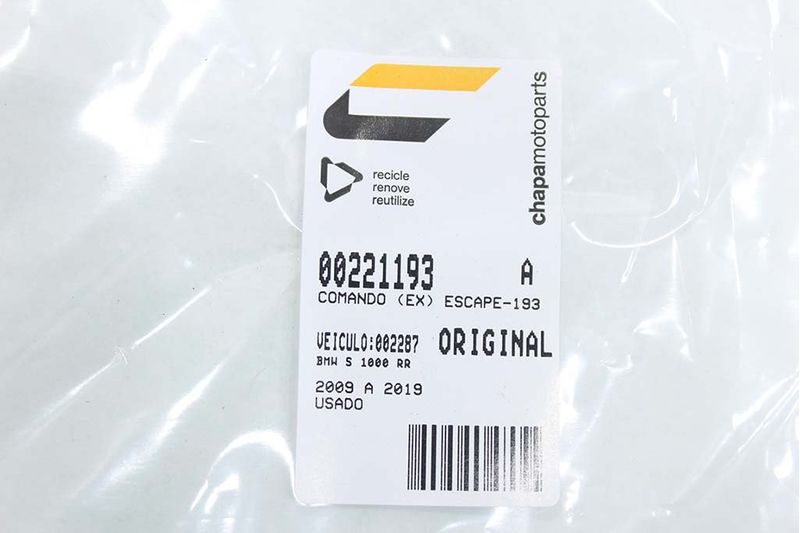 chapamotoparts
recicle
renove
reutilize
00221193 A
COMANDO (EX) ESCAPE-193
VEICULO:002287 ORIGINAL
BMW S 1000 RR
2009 A 2019
USADO